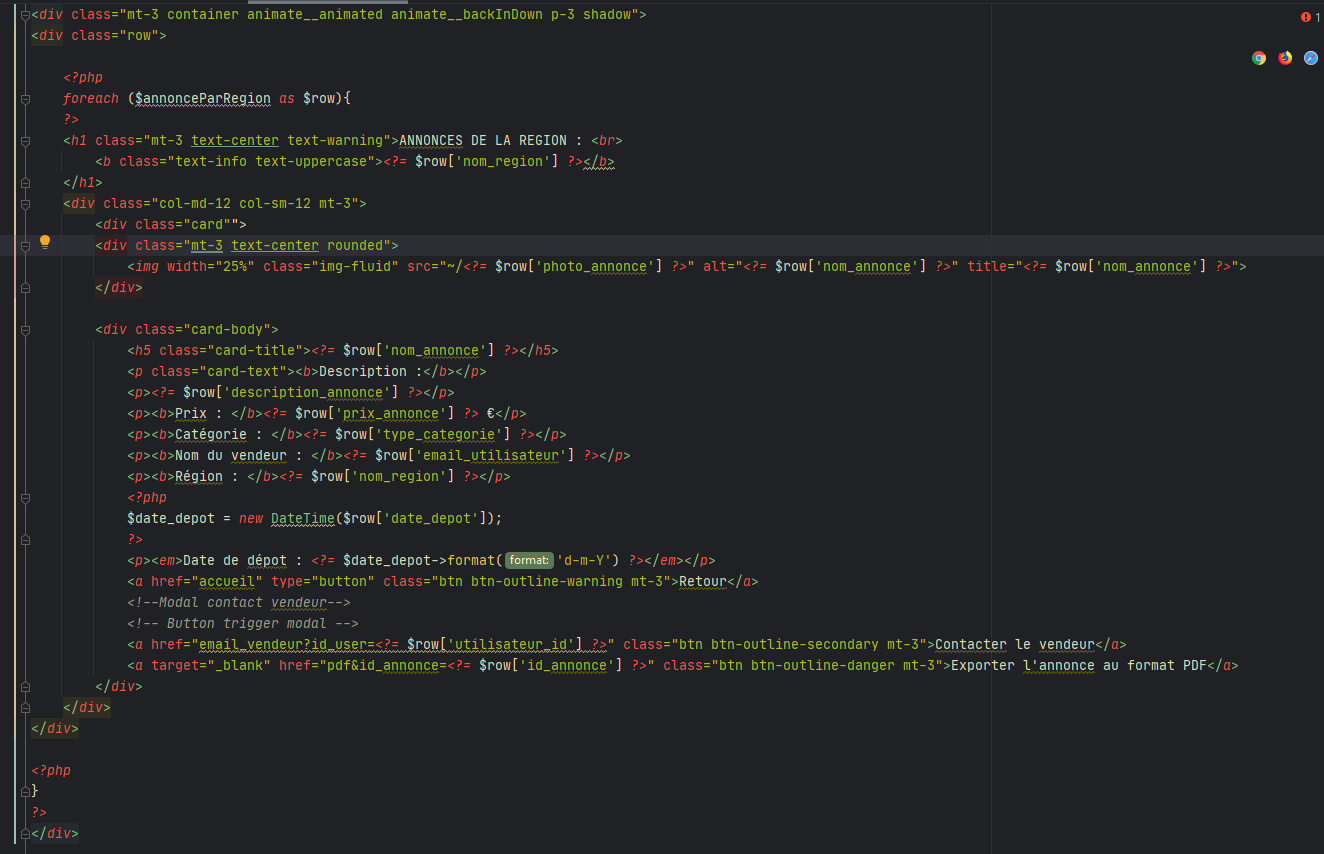 <div class="mt-3 container animate__animated animate__backInDown p-3 shadow">
1
<div class="row">
<?php
foreach ($annonceParRegion as $row){
?>
<h1 class="mt-3 text-center text-warning">ANNONCES DE LA REGION : <br>
<b class="text-info text-uppercase"><?= $row['nom_region'] ?></b>
</h1>
<div class="col-md-12 col-sm-12 mt-3">
<div class="card"">
<div class="mt-3 text-center rounded">
<img width="25%" class="img-fluid" src="~/<?= $row['photo_annonce'] ?>" alt="<?= $row['nom_annonce'] ?>" title="<?= $row['nom_annonce'] ?>">
</div>
<div class="card-body">
<h5 class="card-title"><?= $row['nom_annonce'] ?></h5>
<p class="card-text"><b>Description :</b></p>
<p><?= $row['description_annonce'] ?></p>
<p><b>Prix : </b><?= $row['prix_annonce'] ?> €</p>
<p><b>Catégorie : </b><?= $row['type_categorie'] ?></p>
<p><b>Nom du vendeur : </b><?= $row['email_utilisateur'] ?></p>
<p><b>Région : </b><?= $row['nom_region'] ?></p>
<?php
$date_depot = new DateTime($row['date_depot']);
?>
<p><em>Date de dépot : <?= $date_depot->format( format: 'd-m-Y') ?></em></p>
<a href="accueil" type="button" class="btn btn-outline-warning mt-3">Retour</a>
<!--Modal contact vendeur-->
<!-- Button trigger modal -->
<a href="email_vendeur?id_user=<?= $row['utilisateur_id'] ?>" class="btn btn-outline-secondary mt-3">Contacter le vendeur</a>
<a target="_blank" href="pdf&id_annonce=<?= $row['id_annonce'] ?>" class="btn btn-outline-danger mt-3">Exporter l'annonce au format PDF</a>
</div>
</div>
</div>
<?php
}
?>
</div>